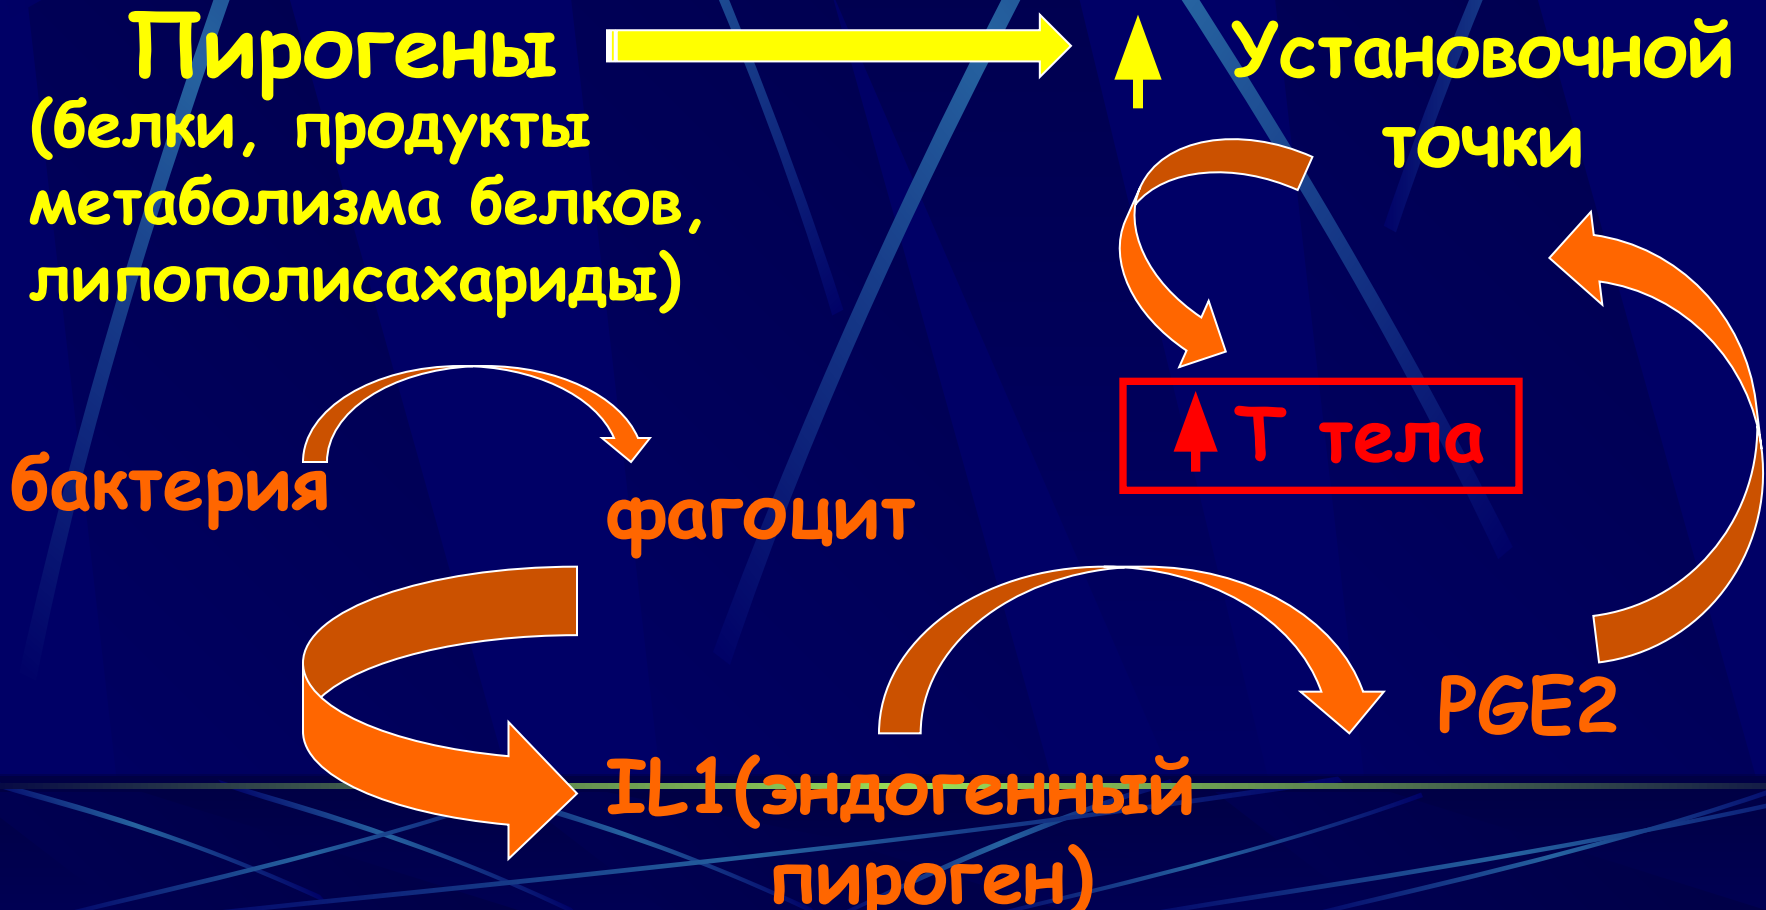 Пирогены
(белки, продукты
метаболизма белков,
липополисахариды)
Установочной
точки
Т тела
бактерия
фагоцит
PGE2
IL1(эндогенный
пироген)